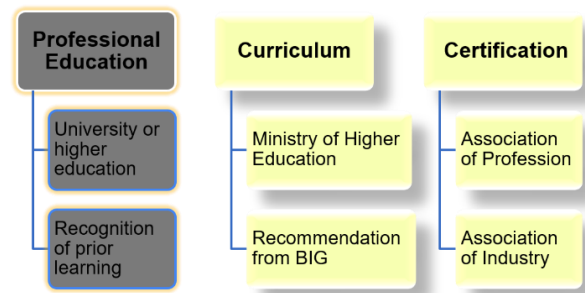 Professional
Education
University or
higher
education
Recognition
of prior
learning
Curriculum
Ministry of Higher
Education
Recommendation
from BIG
Certification
Association
of Profession
Association
of Industry